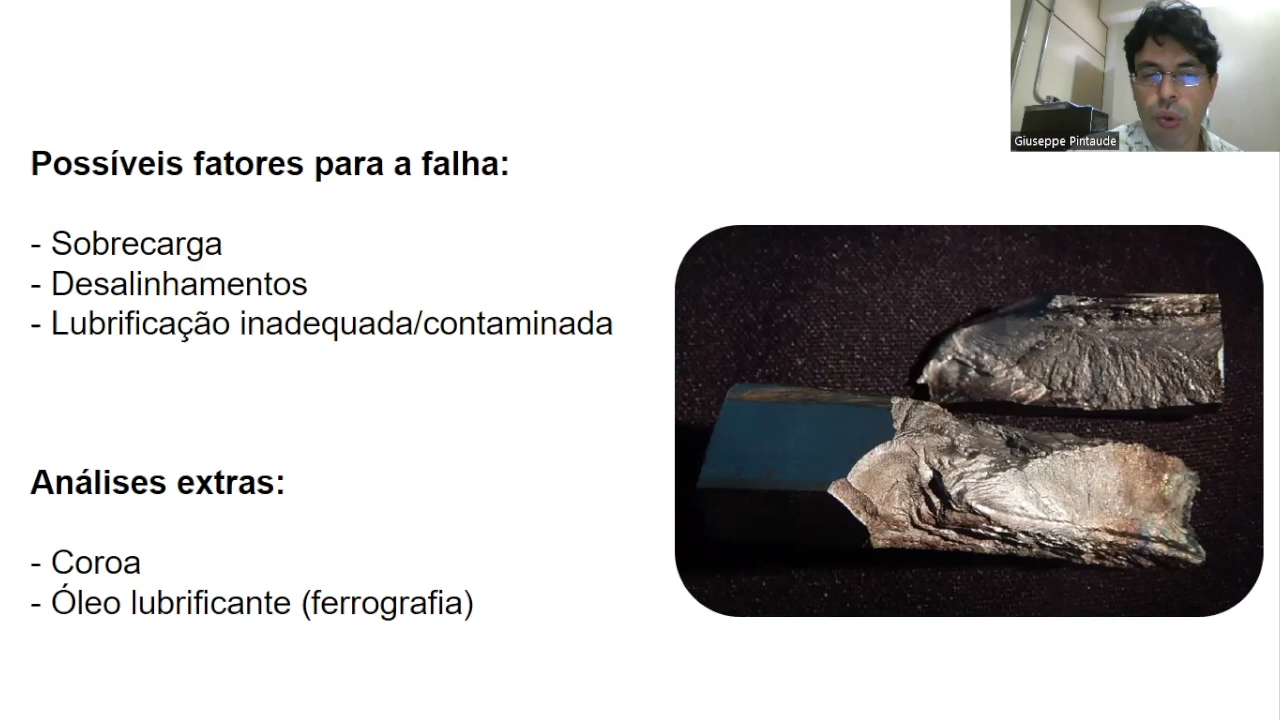 Giuseppe Pintaude
Possíveis fatores para a falha:
- Sobrecarga
- Desalinhamentos
- Lubrificação inadequada/contaminada
Análises extras:
- Coroa
- Óleo lubrificante (ferrografia)